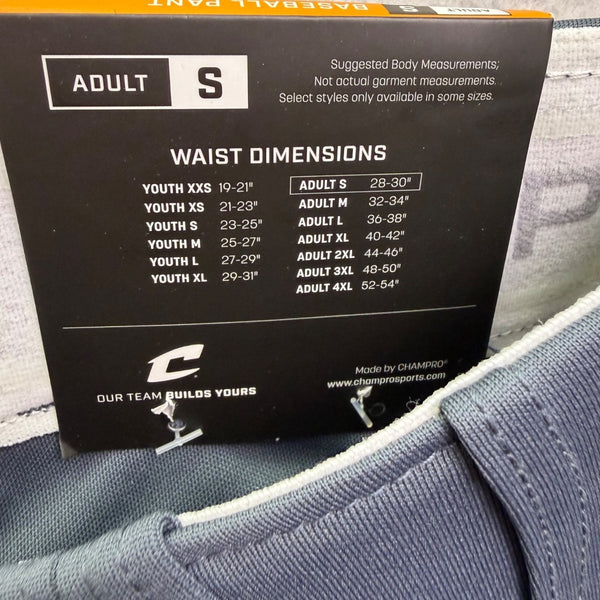 BASEBALL PANT S ADULT
ADULT S
Suggested Body Measurements;
Not actual garment measurements.
Select styles only available in some sizes.
WAIST DIMENSIONS
YOUTH XXS 19-21"
YOUTH XS 21-23"
YOUTH S 23-25"
YOUTH M 25-27"
YOUTH L 27-29"
YOUTH XL 29-31"
ADULT S 28-30"
ADULT M 32-34"
ADULT L 36-38"
ADULT XL 40-42"
ADULT 2XL 44-46"
ADULT 3XL 48-50"
ADULT 4XL 52-54"
C
OUR TEAM BUILDS YOURS
Made by CHAMPRO®
www.champrosports.com